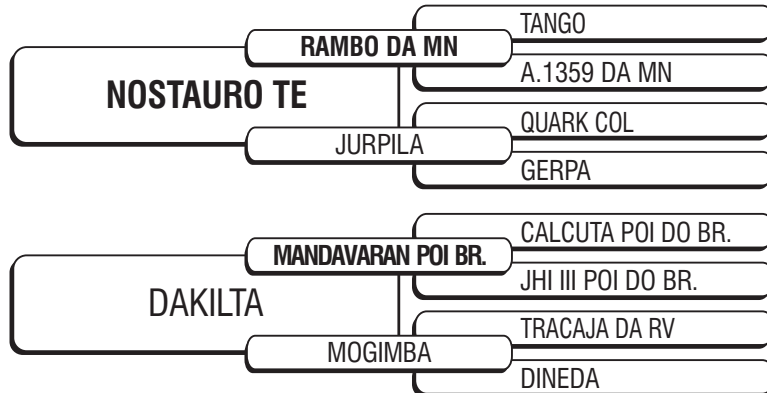 TANGO
RAMBO DA MN
A.1359 DA MN
NOSTAURO TE
QUARK COL
JURPILA
GERPA
CALCUTA POI DO BR.
MANDAVARAN POI BR.
JHI III POI DO BR.
DAKILTA
TRACAJA DA RV
MOGIMBA
DINEDA